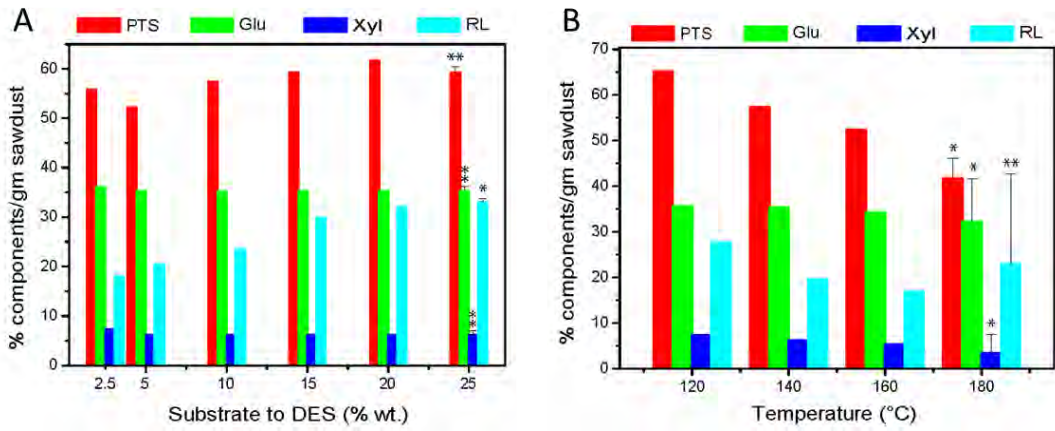 A
PTS Glu Xyl RL
60
50
40
30
20
10
0
2.5 5 10 15 20 25
% components/gm sawdust
Substrate to DES (% wt.)
**
**
*
**
B
PTS Glu Xyl RL
70
60
50
40
30
20
10
0
120 140 160 180
% components/gm sawdust
Temperature (°C)
*
*
**
*